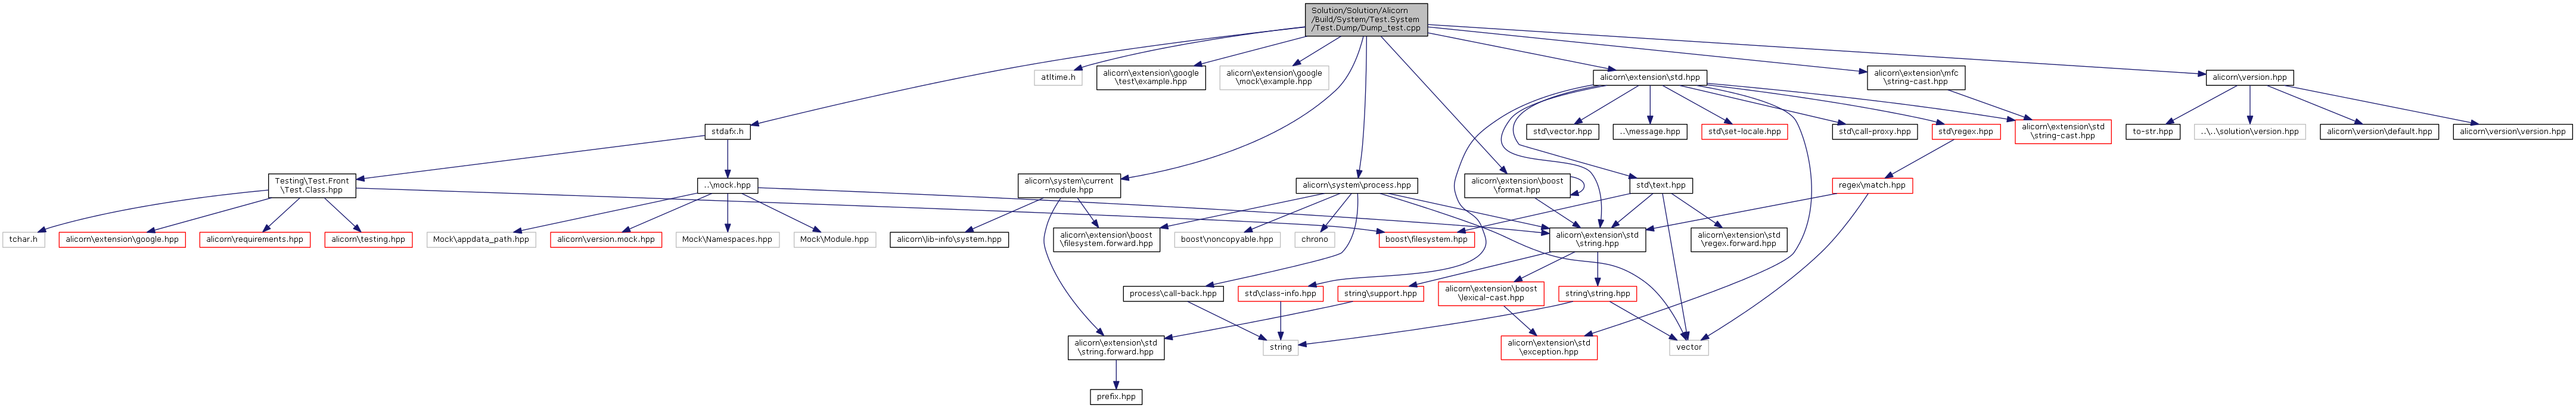 Solution/Solution/Alicorn
/Build/System/Test.System
/Test.Dump/Dump_test.cpp
atltime.h
alicorn\extension\google
\test\example.hpp
alicorn\extension\google
\mock\example.hpp
alicorn\extension\std.hpp
alicorn\extension\mfc
\string-cast.hpp
alicorn\version.hpp
stdafx.h
std\vector.hpp
..\message.hpp
std\set-locale.hpp
std\call-proxy.hpp
std\regex.hpp
alicorn\extension\std
\string-cast.hpp
to-str.hpp
..\..\solution\version.hpp
alicorn\version\default.hpp
alicorn\version\version.hpp
Testing\Test.Front
\Test.Class.hpp
..\mock.hpp
alicorn\system\current
-module.hpp
alicorn\system\process.hpp
alicorn\extension\boost
\format.hpp
std\text.hpp
regex\match.hpp
tchar.h
alicorn\extension\google.hpp
alicorn\requirements.hpp
alicorn\testing.hpp
Mock\appdata_path.hpp
alicorn\version.mock.hpp
Mock\Namespaces.hpp
Mock\Module.hpp
alicorn\lib-info\system.hpp
alicorn\extension\boost
\filesystem.forward.hpp
boost\noncopyable.hpp
chrono
boost\filesystem.hpp
alicorn\extension\std
\string.hpp
alicorn\extension\std
\regex.forward.hpp
process\call-back.hpp
std\class-info.hpp
string\support.hpp
alicorn\extension\boost
\lexical-cast.hpp
string\string.hpp
alicorn\extension\std
\string.forward.hpp
string
alicorn\extension\std
\exception.hpp
vector
prefix.hpp